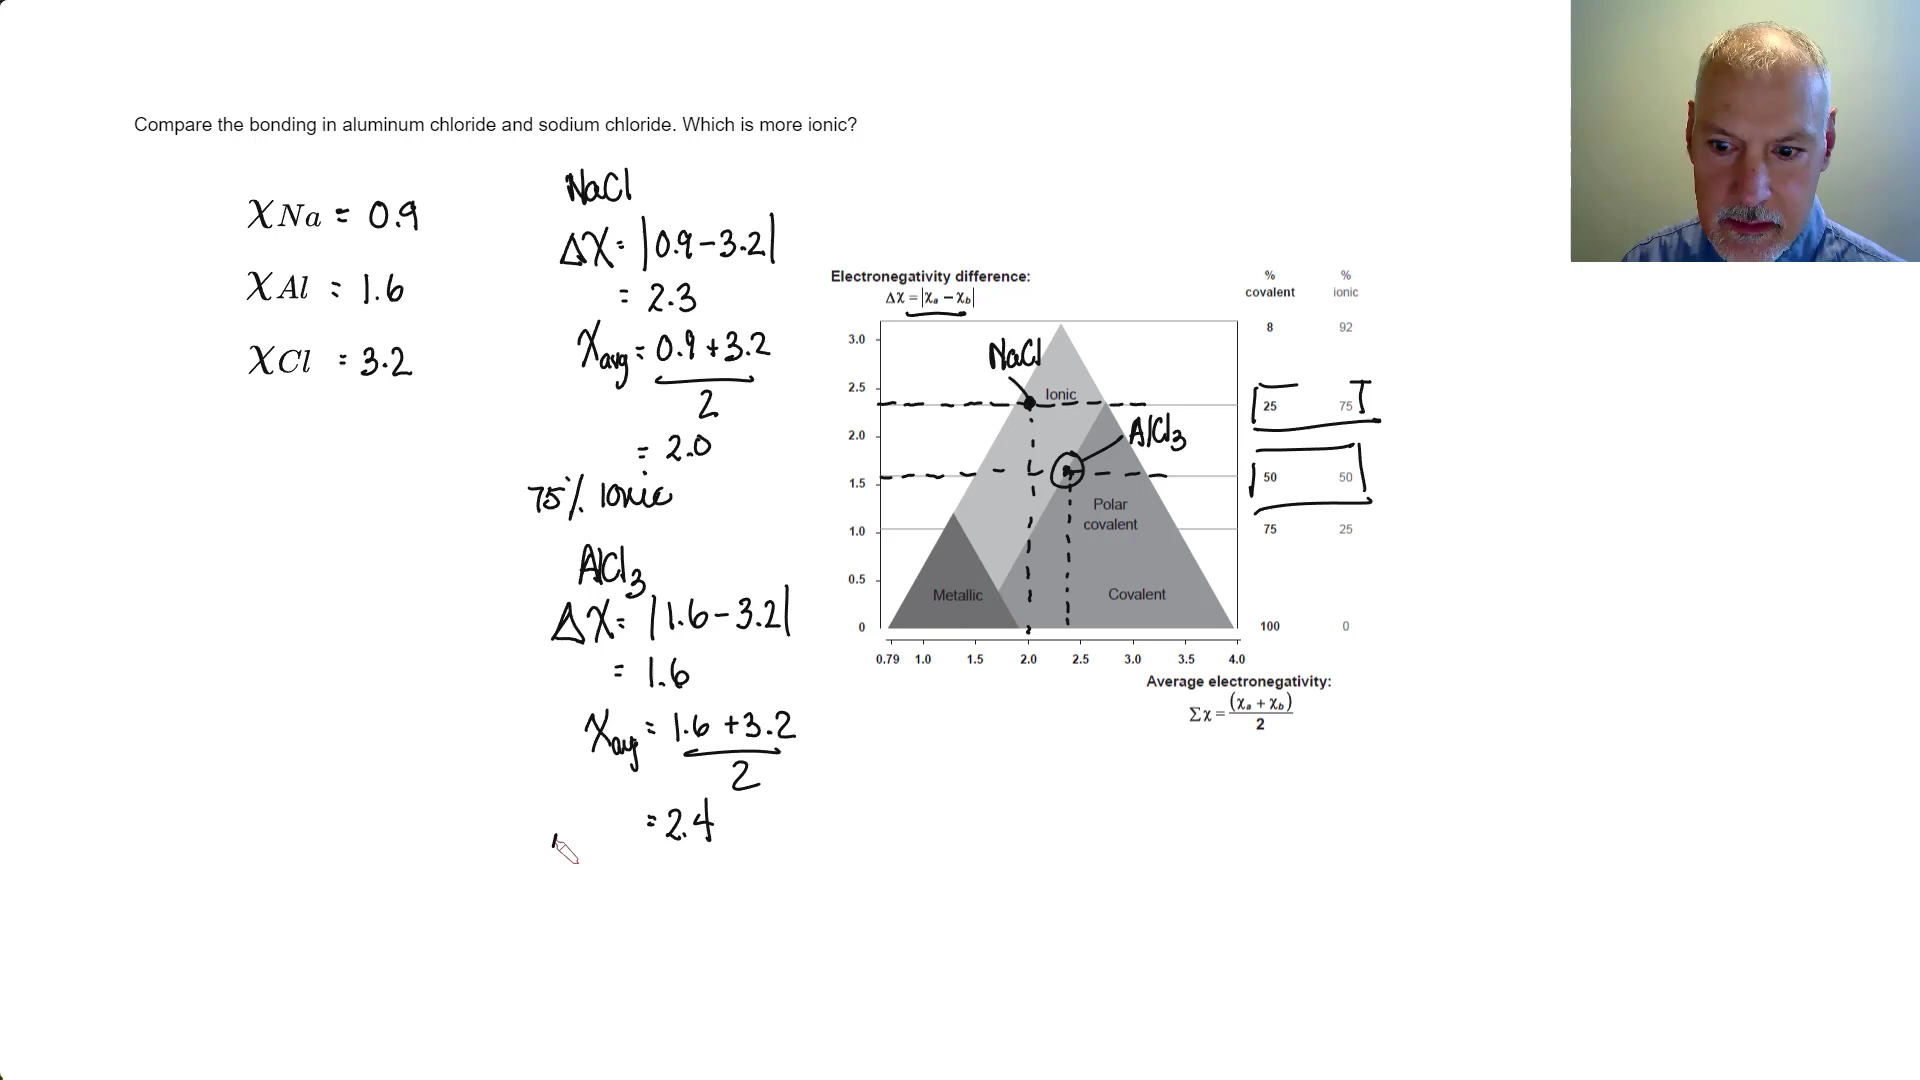 Compare the bonding in aluminum chloride and sodium chloride. Which is more ionic?
χNa = 0.9
χAl = 1.6
χCl = 3.2
NaCl
Δχ = |0.9 - 3.2|
= 2.3
χavg = 0.9 + 3.2
2
= 2.0
75% Ionic
AlCl3
Δχ = |1.6 - 3.2|
= 1.6
χavg = 1.6 + 3.2
2
= 2.4
Electronegativity difference:
Δχ = |χa – χb|
3.0
2.5
2.0
1.5
1.0
0.5
0
NaCl
Ionic
AlCl3
Polar
covalent
Metallic
Covalent
0.79 1.0 1.5 2.0 2.5 3.0 3.5 4.0
Average electronegativity:
Σχ = (χa + χb)
2
% %
covalent ionic
8 92
25 75
50 50
75 25
100 0